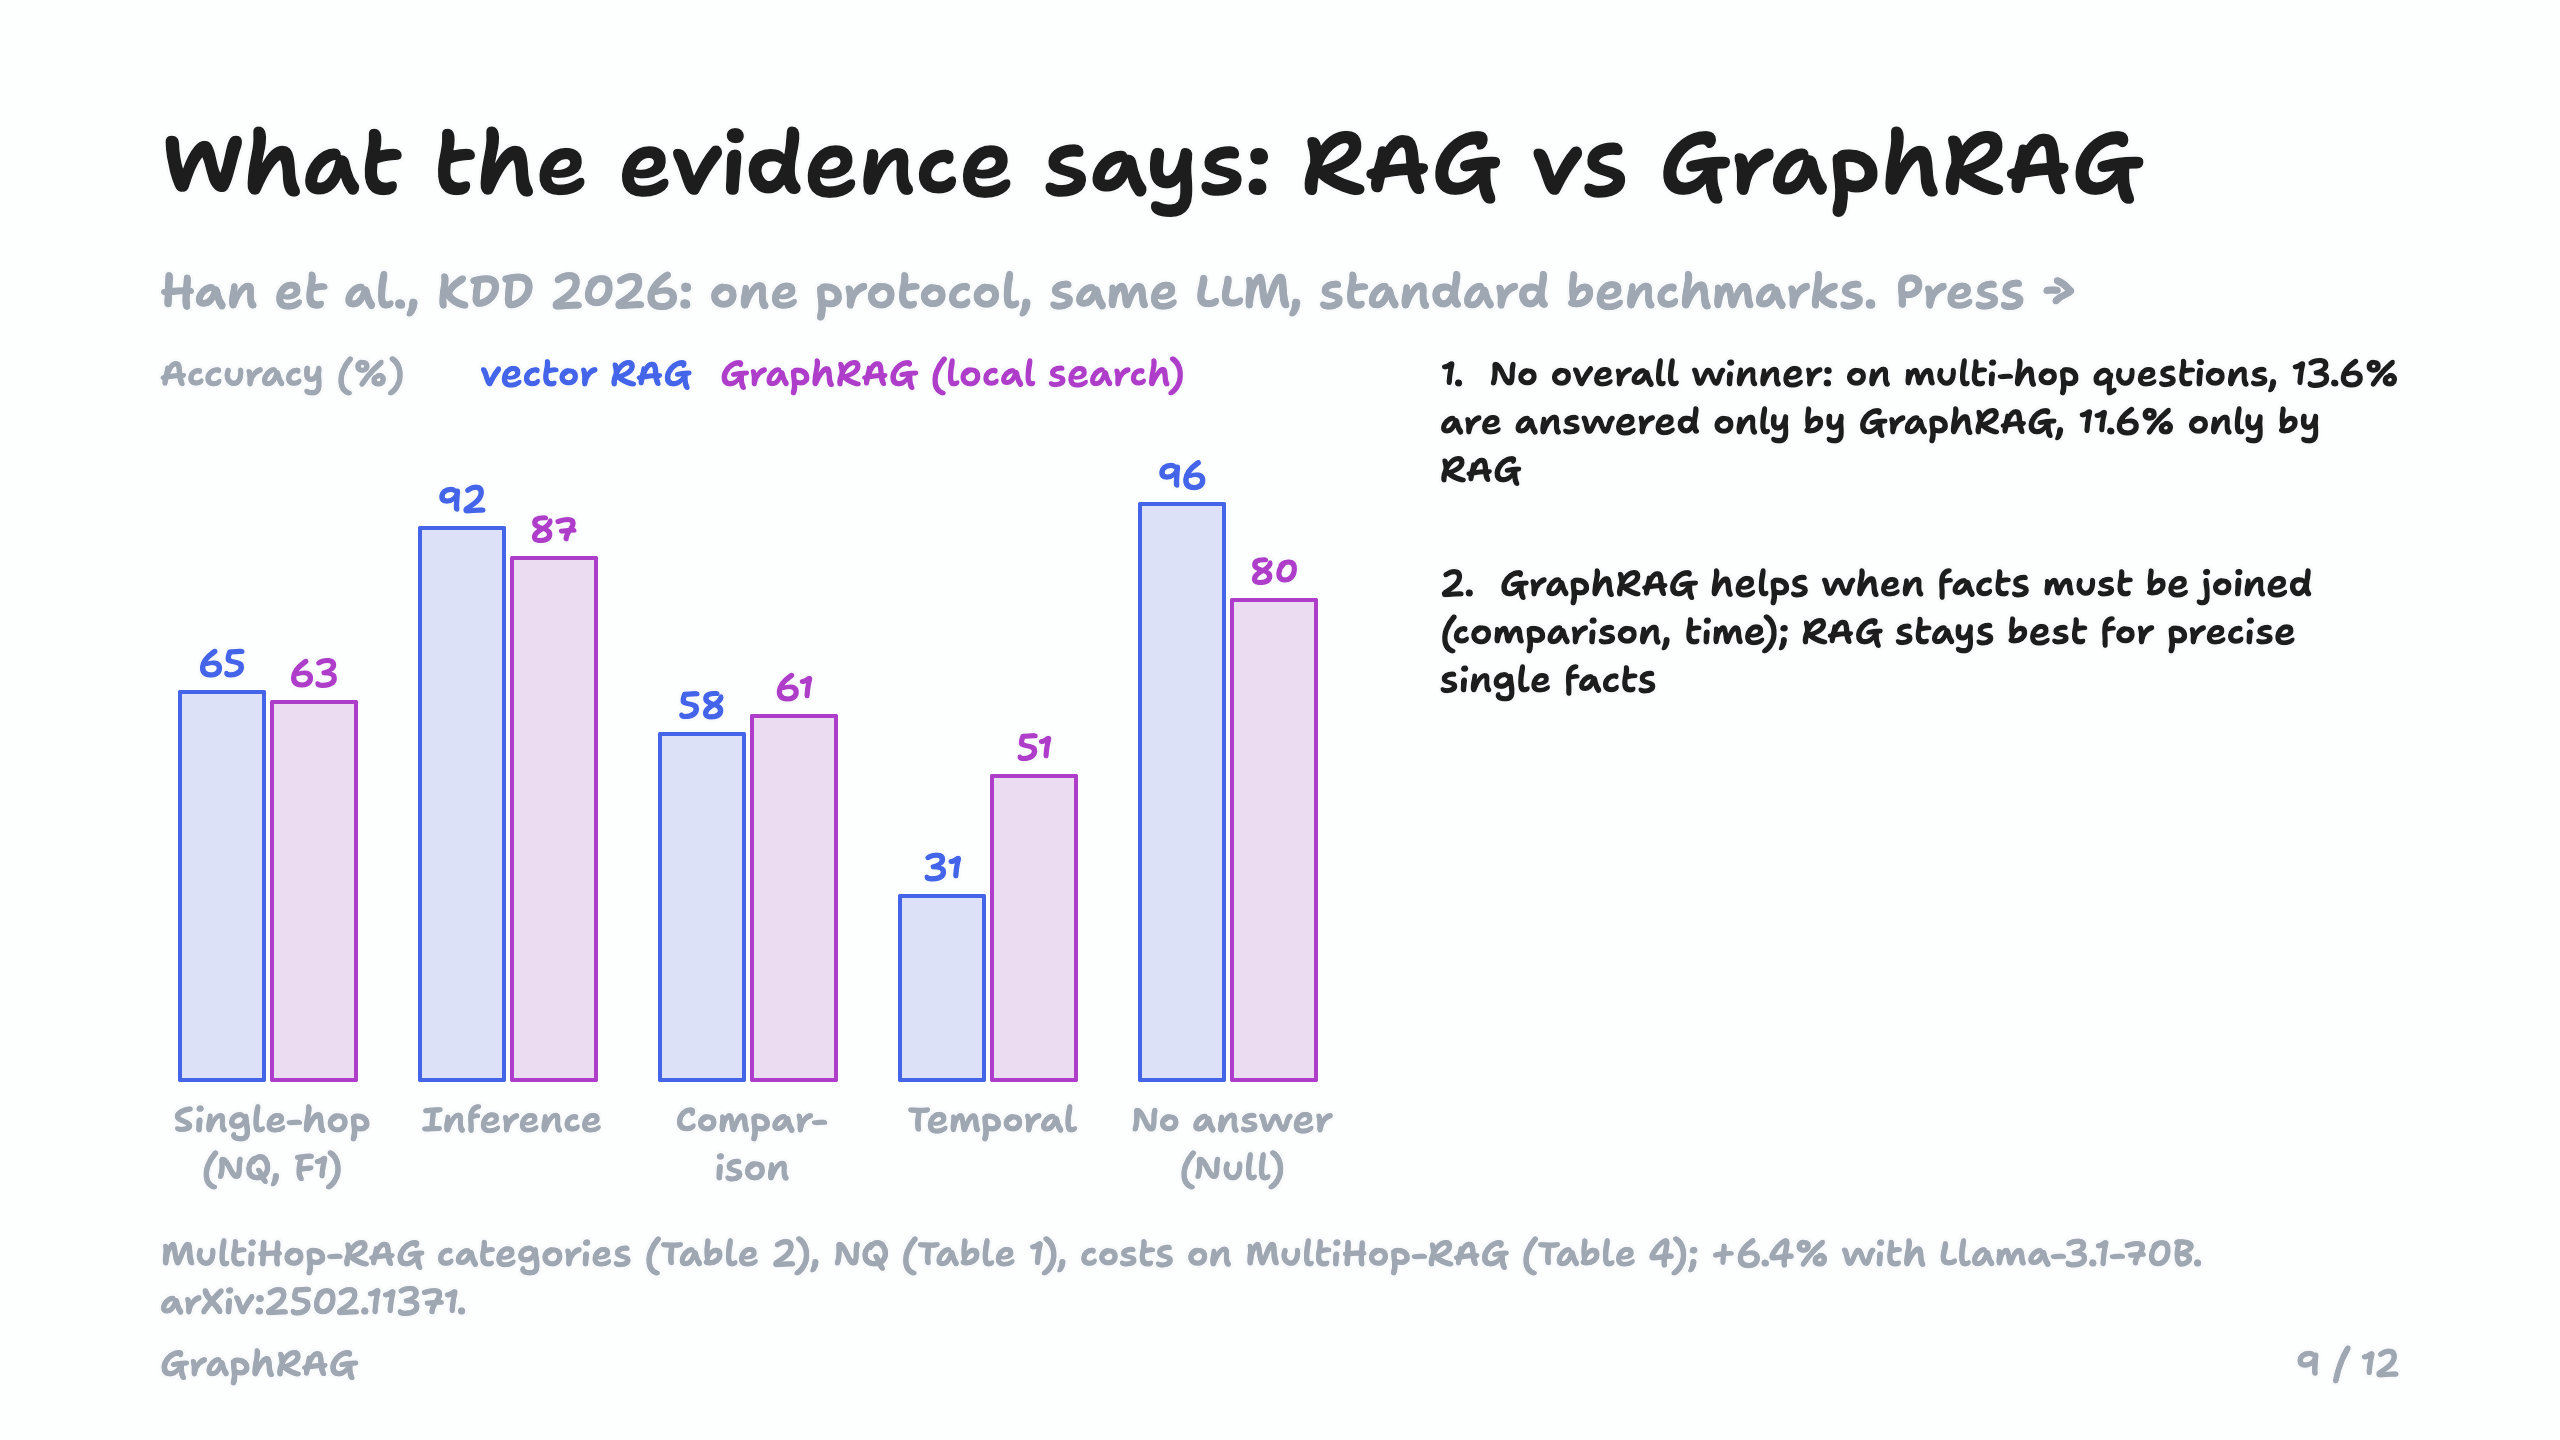 What the evidence says: RAG vs GraphRAG
Han et al., KDD 2026: one protocol, same LLM, standard benchmarks. Press →
Accuracy (%) vector RAG GraphRAG (local search)
65
63
92
87
58
61
31
51
96
80
Single-hop
(NQ, F1)
Inference
Compar-
ison
Temporal
No answer
(Null)
1. No overall winner: on multi-hop questions, 13.6%
are answered only by GraphRAG, 11.6% only by
RAG
2. GraphRAG helps when facts must be joined
(comparison, time); RAG stays best for precise
single facts
MultiHop-RAG categories (Table 2), NQ (Table 1), costs on MultiHop-RAG (Table 4); +6.4% with Llama-3.1-70B.
arXiv:2502.11371.
GraphRAG
9 / 12